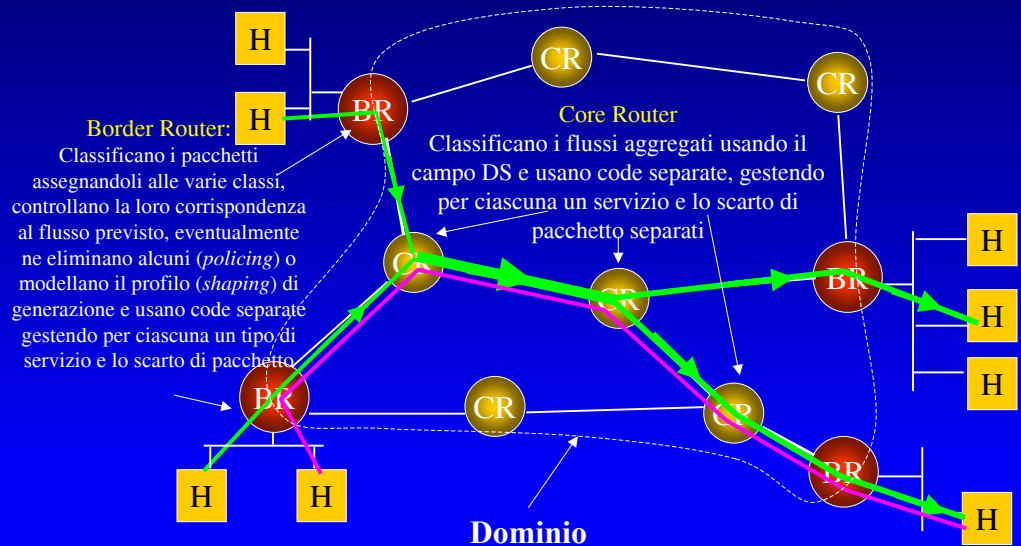 H
CR
CR
BR
H
Border Router:
Classificano i pacchetti
assegnandoli alle varie classi,
controllano la loro corrispondenza
al flusso previsto, eventualmente
ne eliminano alcuni (policing) o
modellano il profilo (shaping) di
generazione e usano code separate
gestendo per ciascuna un tipo di
servizio e lo scarto di pacchetto
Core Router
Classificano i flussi aggregati usando il
campo DS e usano code separate, gestendo
per ciascuna un servizio e lo scarto di
pacchetto separati
H
CR
BR
CR
H
H
BR
CR
CR
BR
H
H
H
Dominio